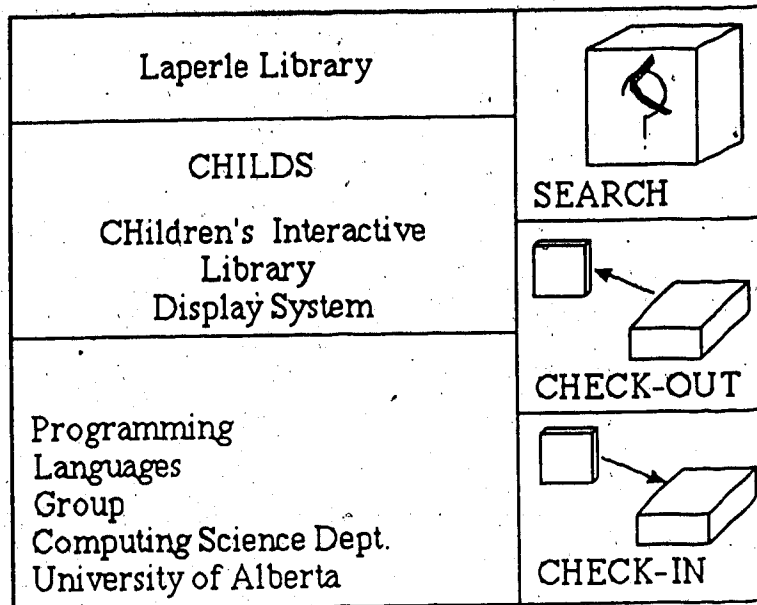 Laperle Library
CHILDS
CHildren's Interactive
Library
Display System
Programming
Languages
Group
Computing Science Dept.
University of Alberta
SEARCH
CHECK-OUT
CHECK-IN